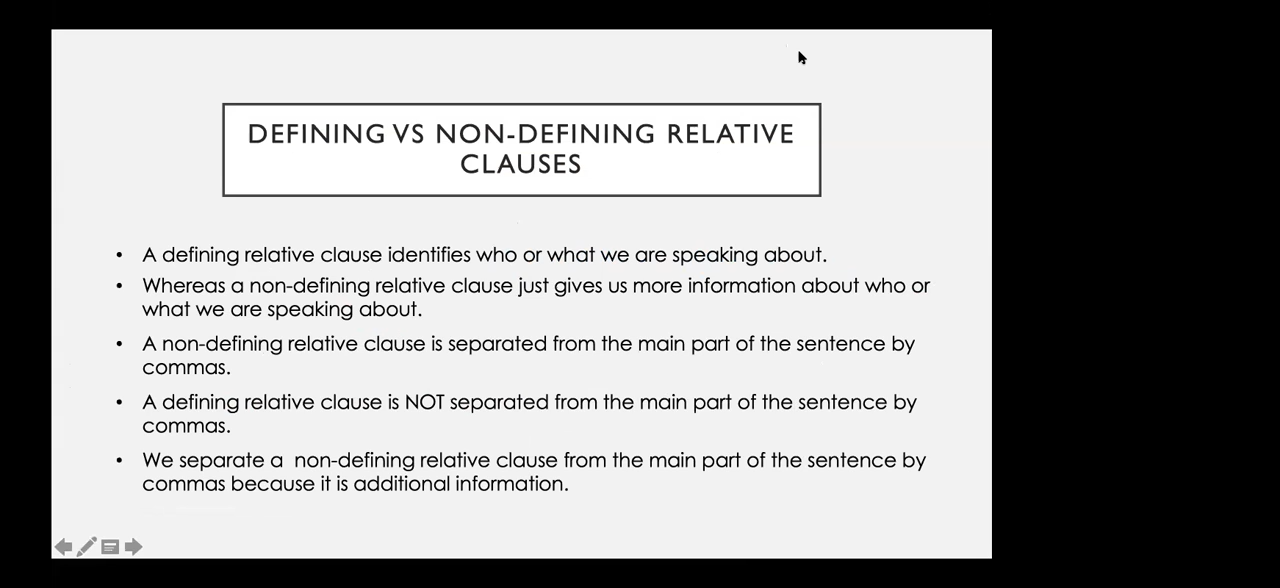 DEFINING VS NON-DEFINING RELATIVE
CLAUSES
• A defining relative clause identifies who or what we are speaking about.
• Whereas a non-defining relative clause just gives us more information about who or
what we are speaking about.
• A non-defining relative clause is separated from the main part of the sentence by
commas.
• A defining relative clause is NOT separated from the main part of the sentence by
commas.
• We separate a  non-defining relative clause from the main part of the sentence by
commas because it is additional information.